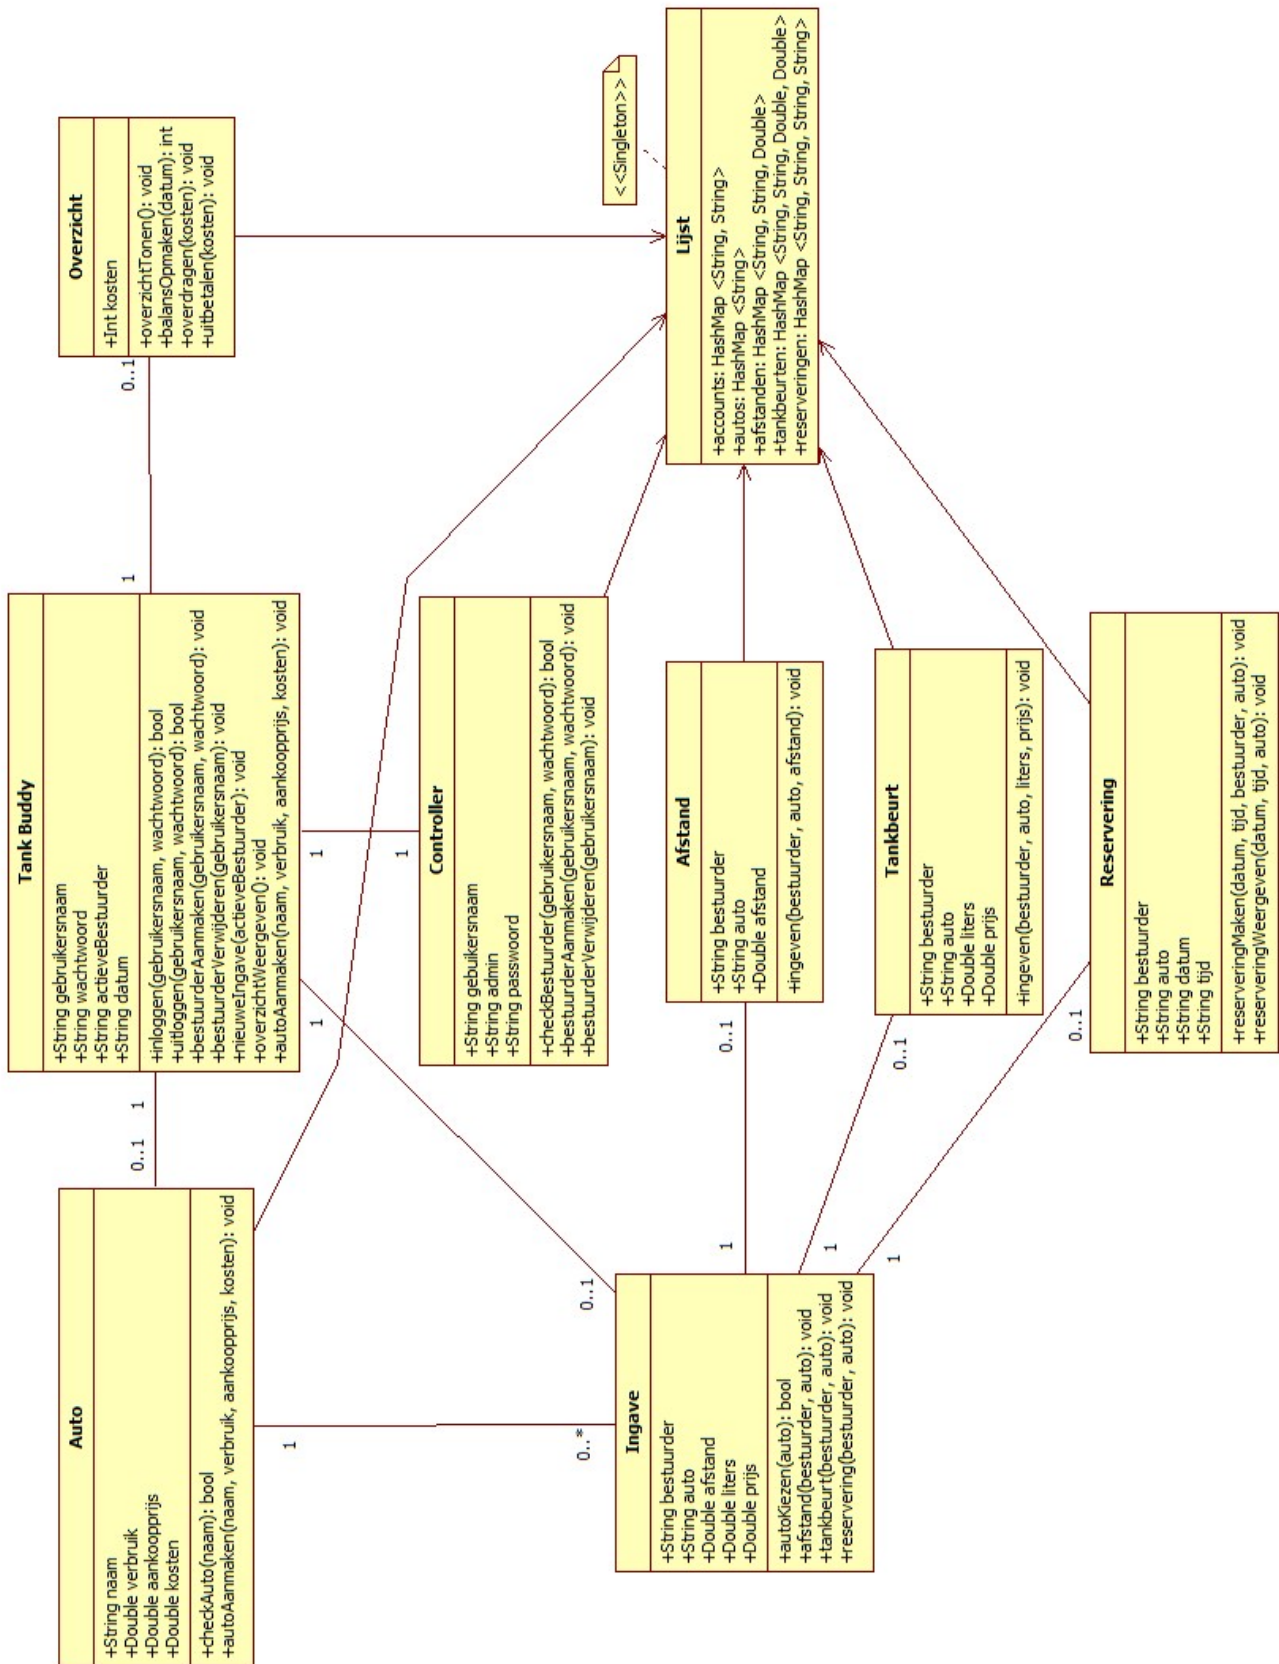 Auto
+String naam
+Double verbruik
+Double aankoopprijs
+Double kosten
+checkAuto(naam): bool
+autoAanmaken(naam, verbruik, aankoopprijs, kosten): void
0..1
1
Tank Buddy
+String gebruikersnaam
+String wachtwoord
+String actieveBestuurder
+String datum
+inloggen(gebruikersnaam, wachtwoord): bool
+uitloggen(gebruikersnaam, wachtwoord): bool
+bestuurderAanmaken(gebruikersnaam, wachtwoord): void
+bestuurderVerwijderen(gebruikersnaam): void
+nieuweIngave(actieveBestuurder): void
+overzichtWeergeven(): void
+autoAanmaken(naam, verbruik, aankoopprijs, kosten): void
1
0..1
Overzicht
+Int kosten
+overzichtTonen(): void
+balansOpmaken(datum): int
+overdragen(kosten): void
+uitbetalen(kosten): void
1
1
1
1
Controller
+String gebuikersnaam
+String admin
+String passwoord
+checkBestuurder(gebruikersnaam, wachtwoord): bool
+bestuurderAanmaken(gebruikersnaam, wachtwoord): void
+bestuurderVerwijderen(gebruikersnaam): void
0..*
0..1
<<Singleton>>
Ingave
+String bestuurder
+String auto
+Double afstand
+Double liters
+Double prijs
+autoKiezen(auto): bool
+afstand(bestuurder, auto): void
+tankbeurt(bestuurder, auto): void
+reservering(bestuurder, auto): void
1
0..1
Afstand
+String bestuurder
+String auto
+Double afstand
+ingeven(bestuurder, auto, afstand): void
Lijst
+accounts: HashMap <String, String>
+autos: HashMap <String>
+afstanden: HashMap <String, String, Double>
+tankbeurten: HashMap <String, String, Double, Double>
+reserveringen: HashMap <String, String, String, String>
1
0..1
Tankbeurt
+String bestuurder
+String auto
+Double liters
+Double prijs
+ingeven(bestuurder, auto, liters, prijs): void
1
0..1
Reservering
+String bestuurder
+String auto
+String datum
+String tijd
+reserveringMaken(datum, tijd, bestuurder, auto): void
+reserveringWeergeven(datum, tijd, auto): void